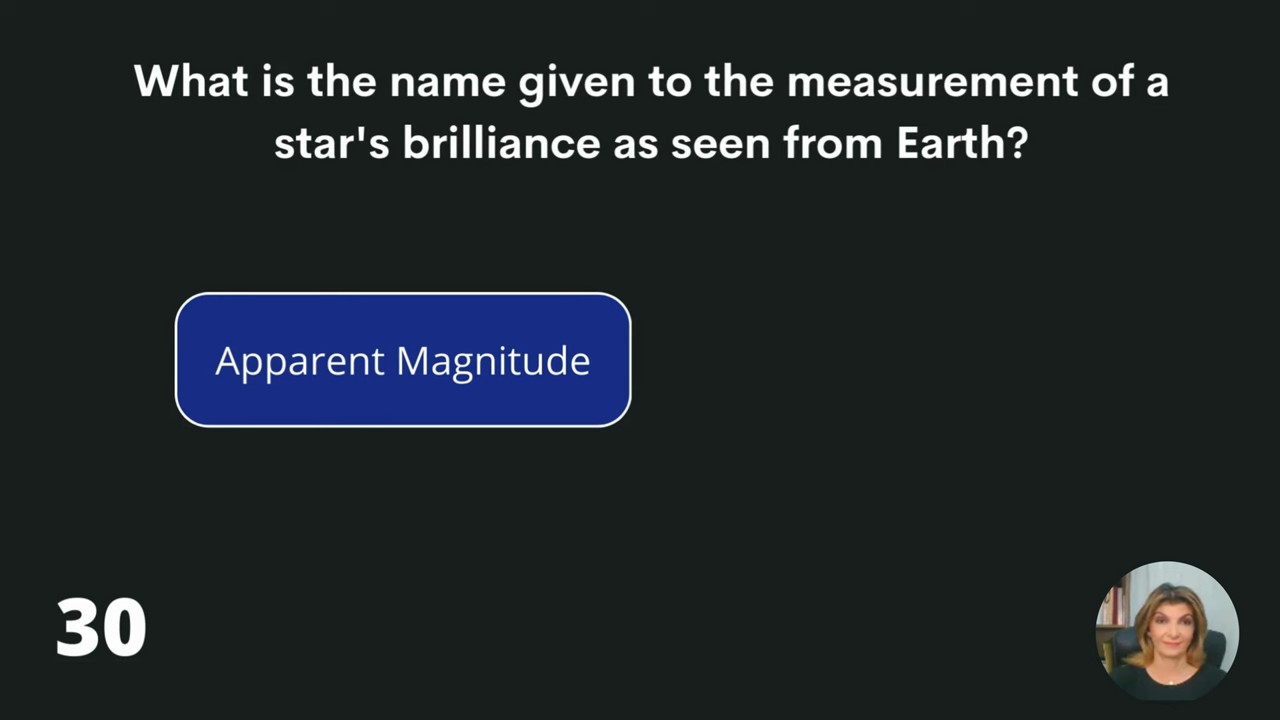 What is the name given to the measurement of a
star's brilliance as seen from Earth?
Apparent Magnitude
30